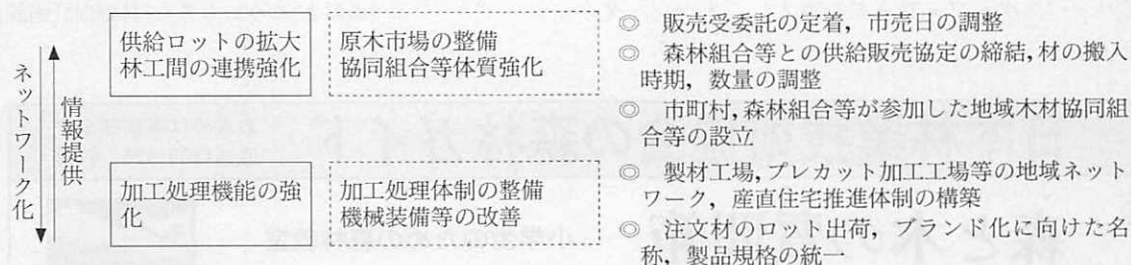 ネットワーク化
情報提供
供給ロットの拡大
林工間の連携強化
原木市場の整備
協同組合等体質強化
加工処理機能の強
化
加工処理体制の整備
機械装備等の改善
◎ 販売受委託の定着，市売日の調整
◎ 森林組合等との供給販売協定の締結，材の搬入
時期，数量の調整
◎ 市町村，森林組合等が参加した地域木材協同組
合等の設立
◎ 製材工場，プレカット加工工場等の地域ネット
ワーク，産直住宅推進体制の構築
◎ 注文材のロット出荷，ブランド化に向けた名
称，製品規格の統一